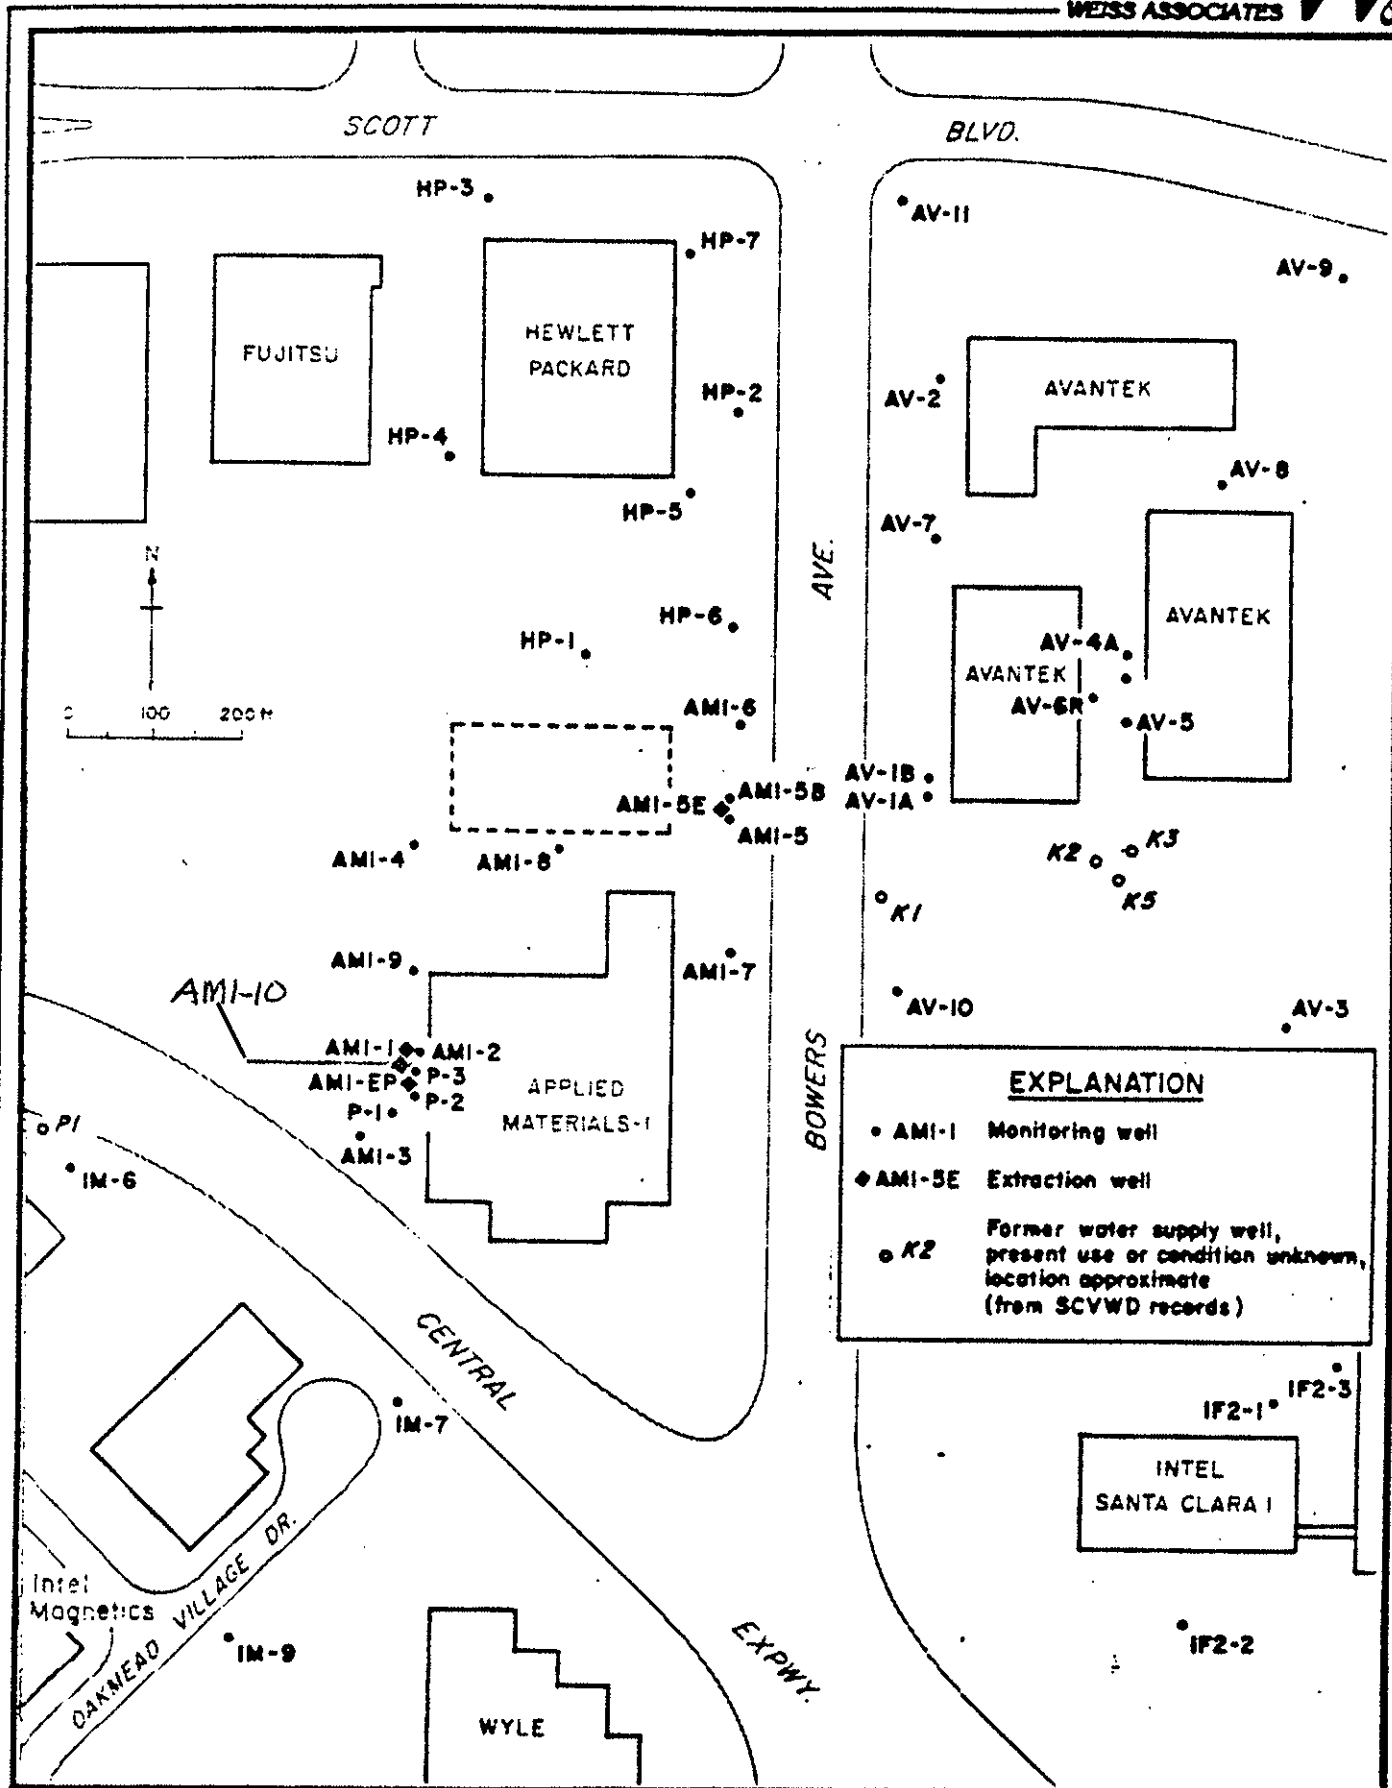 WEISS ASSOCIATES
SCOTT BLVD.
HP-3
AV-11
HP-7
AV-9
FUJITSU
HEWLETT
PACKARD
AVANTEK
HP-2
AV-2
HP-4
AV-8
HP-5
AV-7
N
AVE.
HP-6
HP-1
AVANTEK
AV-4A
AVANTEK
AV-6R
AV-5
0 100 200 ft
AMI-6
AV-1B
AMI-5E
AMI-5B
AV-1A
AMI-5
AMI-4
AMI-8
K2
K3
K5
K1
AMI-9
AMI-7
AMI-10
AV-10
AV-3
AMI-1
AMI-2
P-3
AMI-EP
P-2
P-1
AMI-3
APPLIED
MATERIALS-1
BOWERS
P1
IM-6
EXPLANATION
AMI-1 Monitoring well
AMI-5E Extraction well
K2 Former water supply well,
present use or condition unknown,
location approximate
(from SCVWD records)
CENTRAL
IM-7
IF2-3
IF2-1
INTEL
SANTA CLARA 1
Intel
Magnetics
OAKMEAD VILLAGE DR.
IM-9
EXPWY.
IF2-2
WYLE